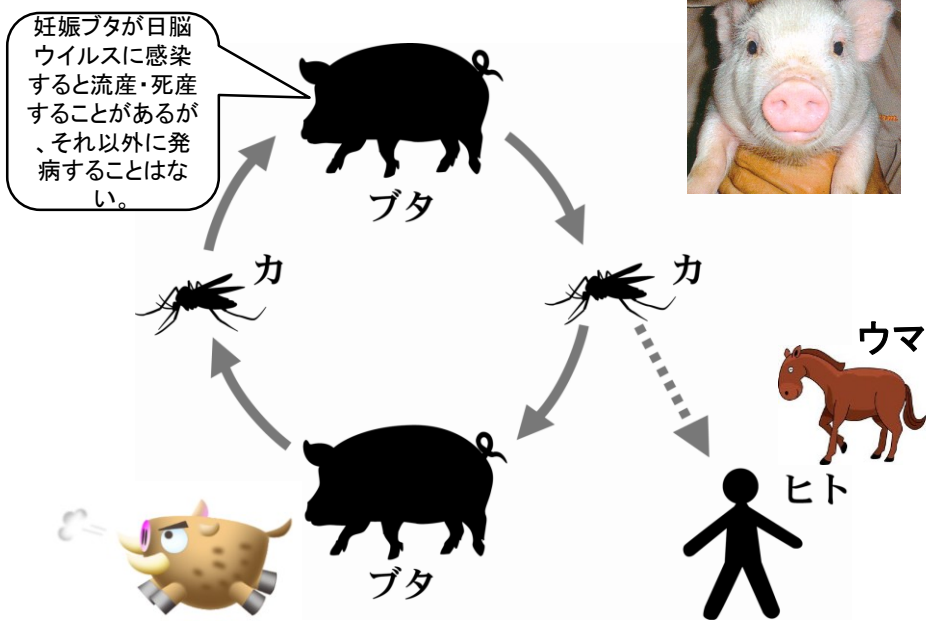 妊娠ブタが日脳
ウイルスに感染
すると流産・死産
することがあるが
、それ以外に発
病することはな
い。
ブタ
カ
カ
ウマ
ヒト
ブタ